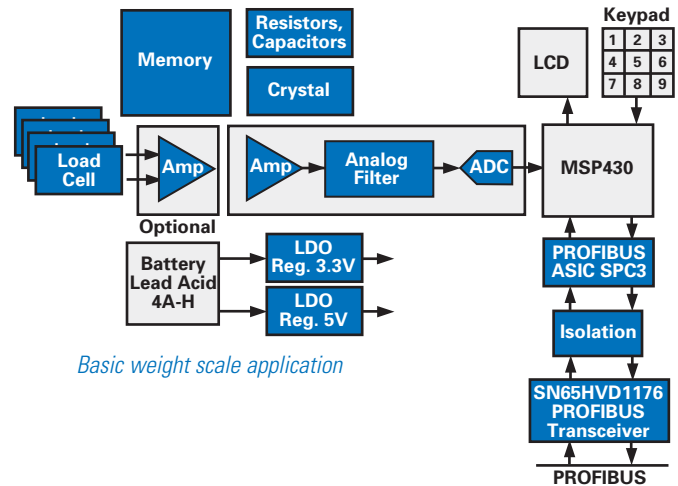 Memory
Resistors,
Capacitors
Crystal
LCD
Keypad
1 2 3
4 5 6
7 8 9
Load
Cell
Amp
Optional
Amp
Analog
Filter
ADC
MSP430
Battery
Lead Acid
4A-H
LDO
Reg. 3.3V
LDO
Reg. 5V
PROFIBUS
ASIC SPC3
Isolation
SN65HVD1176
PROFIBUS
Transceiver
PROFIBUS
Basic weight scale application